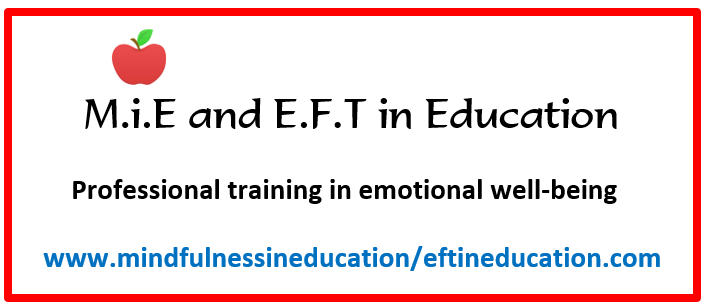 M.i.E and E.F.T in Education
Professional training in emotional well-being
www.mindfulnessineducation/eftineducation.com